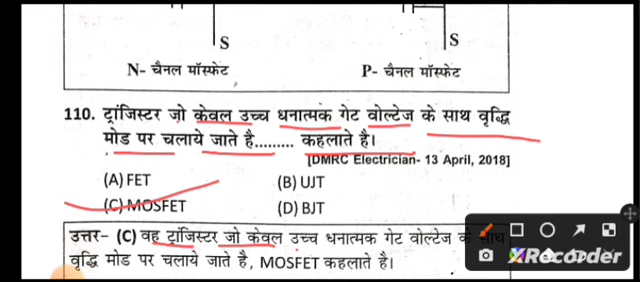 S S
N- चैनल मॉस्फेट P- चैनल मॉस्फेट
110. ट्रांजिस्टर जो केवल उच्च धनात्मक गेट वोल्टेज के साथ वृद्धि
मोड पर चलाये जाते है......... कहलाते है।
[DMRC Electrician- 13 April, 2018]
(A) FET (B) UJT
(C) MOSFET (D) BJT
उत्तर- (C) वह ट्रांजिस्टर जो केवल उच्च धनात्मक गेट वोल्टेज के साथ
वृद्धि मोड पर चलाये जाते है, MOSFET कहलाते है।
XRecorder